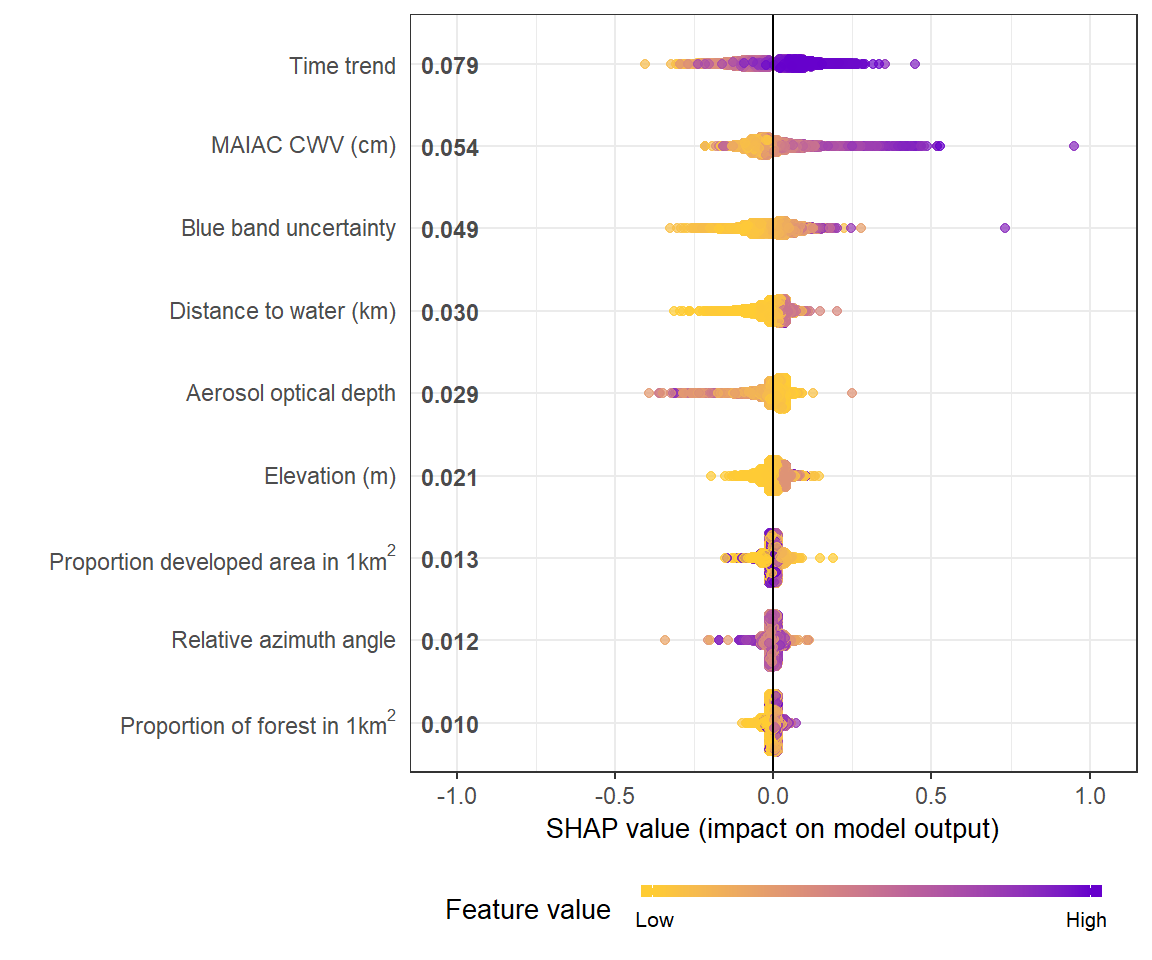 Time trend 0.079
MAIAC CWV (cm) 0.054
Blue band uncertainty 0.049
Distance to water (km) 0.030
Aerosol optical depth 0.029
Elevation (m) 0.021
Proportion developed area in 1km² 0.013
Relative azimuth angle 0.012
Proportion of forest in 1km² 0.010
-1.0 -0.5 0.0 0.5 1.0
SHAP value (impact on model output)
Feature value
Low High